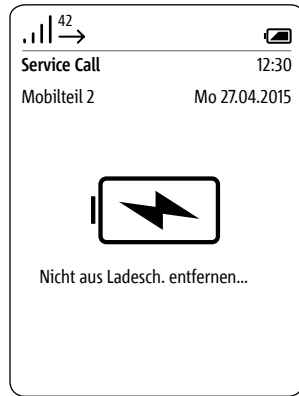 42
Service Call 12:30
Mobilteil 2 Mo 27.04.2015
Nicht aus Ladesch. entfernen...